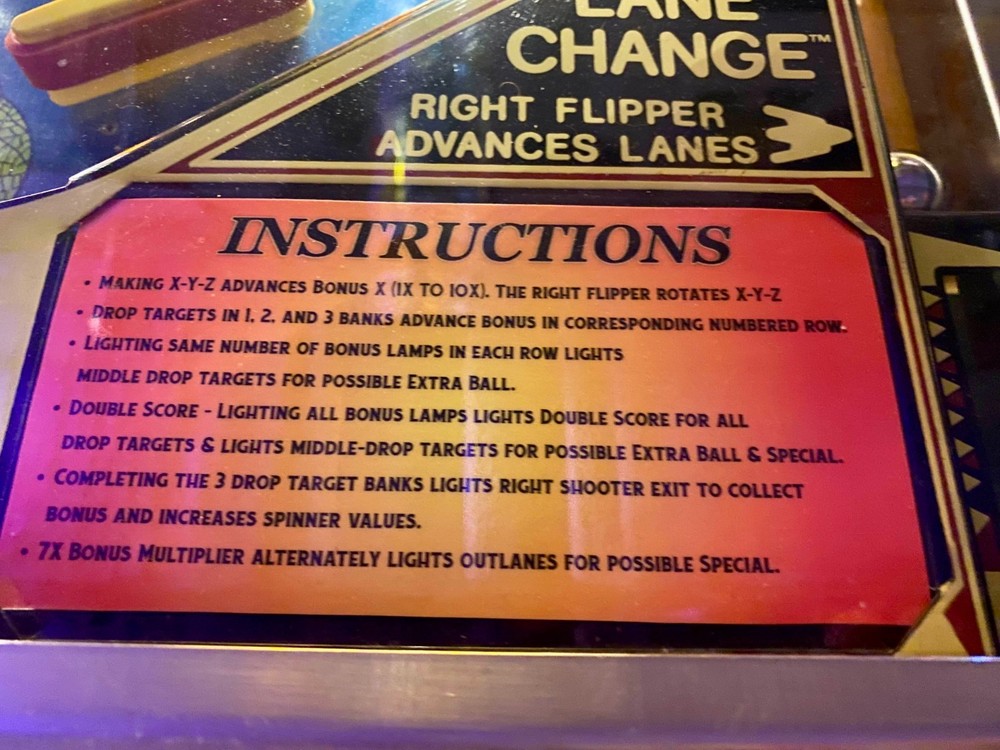 LANE
CHANGE™
RIGHT FLIPPER
ADVANCES LANES
INSTRUCTIONS
• MAKING X-Y-Z ADVANCES BONUS X (1X TO 10X). THE RIGHT FLIPPER ROTATES X-Y-Z
• DROP TARGETS IN 1, 2, AND 3 BANKS ADVANCE BONUS IN CORRESPONDING NUMBERED ROW.
• LIGHTING SAME NUMBER OF BONUS LAMPS IN EACH ROW LIGHTS
MIDDLE DROP TARGETS FOR POSSIBLE EXTRA BALL.
• DOUBLE SCORE - LIGHTING ALL BONUS LAMPS LIGHTS DOUBLE SCORE FOR ALL
DROP TARGETS & LIGHTS MIDDLE-DROP TARGETS FOR POSSIBLE EXTRA BALL & SPECIAL.
• COMPLETING THE 3 DROP TARGET BANKS LIGHTS RIGHT SHOOTER EXIT TO COLLECT
BONUS AND INCREASES SPINNER VALUES.
• 7X BONUS MULTIPLIER ALTERNATELY LIGHTS OUTLANES FOR POSSIBLE SPECIAL.